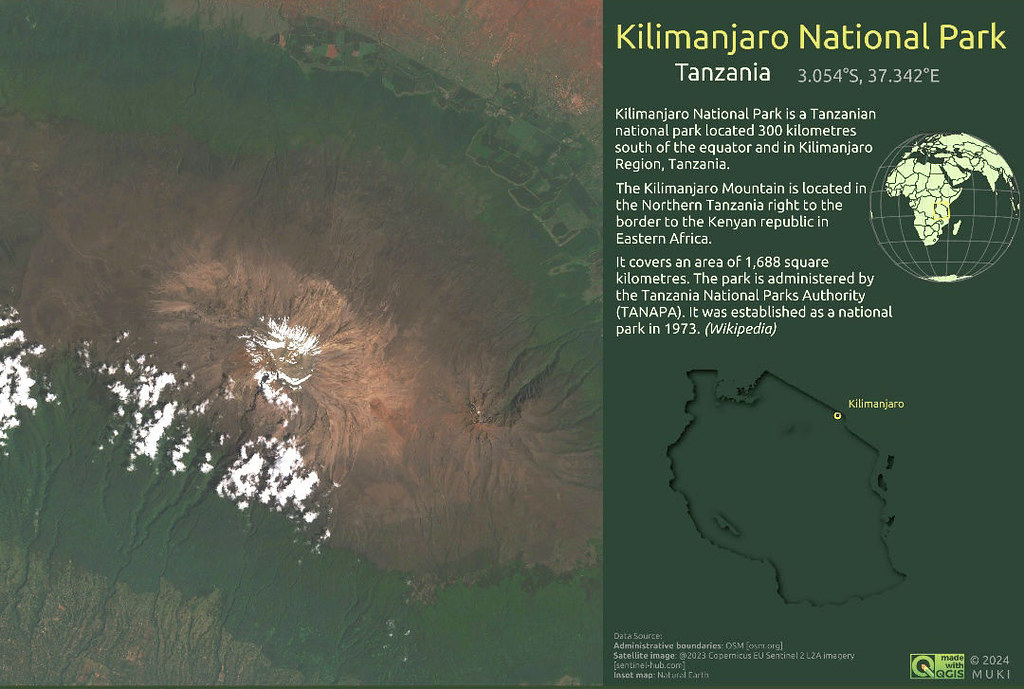 Kilimanjaro National Park
Tanzania 3.054°S, 37.342°E
Kilimanjaro National Park is a Tanzanian
national park located 300 kilometres
south of the equator and in Kilimanjaro
Region, Tanzania.
The Kilimanjaro Mountain is located in
the Northern Tanzania right to the
border to the Kenyan republic in
Eastern Africa.
It covers an area of 1,688 square
kilometres. The park is administered by
the Tanzania National Parks Authority
(TANAPA). It was established as a national
park in 1973. (Wikipedia)
Kilimanjaro
Data Source:
Administrative boundaries: OSM [osm.org]
Satellite image: @2023 Copernicus EU Sentinel 2 L2A imagery
[sentinel-hub.com]
Inset map: Natural Earth
made
with
QGIS
© 2024
MUKI